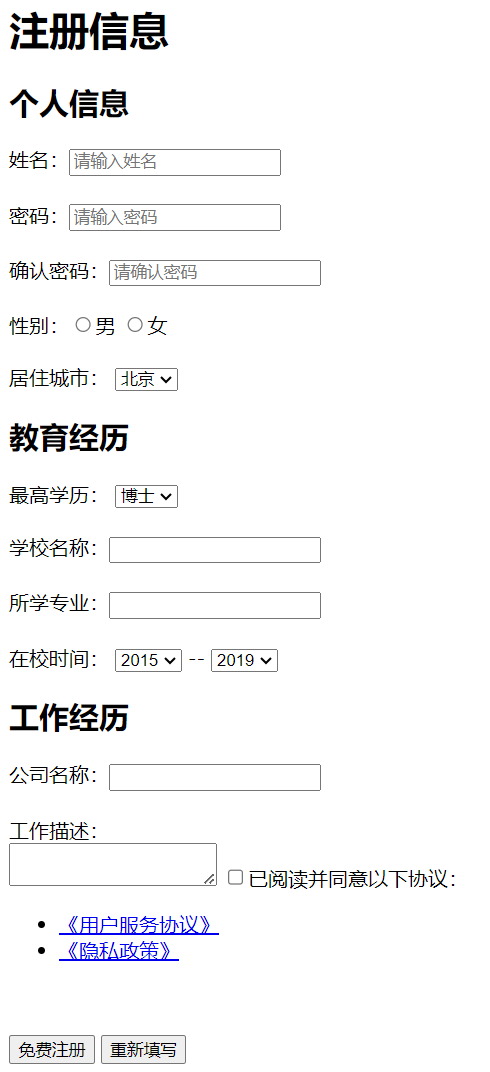 注册信息
个人信息
姓名：请输入姓名
密码：请输入密码
确认密码：请确认密码
性别： 男 女
居住城市： 北京
教育经历
最高学历： 博士
学校名称：
所学专业：
在校时间： 2015 -- 2019
工作经历
公司名称：
工作描述：
已阅读并同意以下协议：
《用户服务协议》
《隐私政策》
免费注册 重新填写